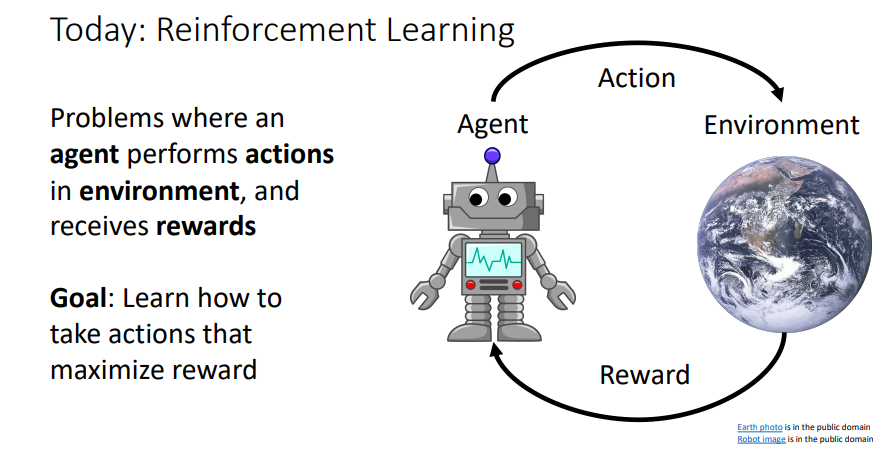 Today: Reinforcement Learning
Problems where an
agent performs actions
in environment, and
receives rewards
Goal: Learn how to
take actions that
maximize reward
Action
Agent
Environment
Reward
Earth photo is in the public domain
Robot image is in the public domain